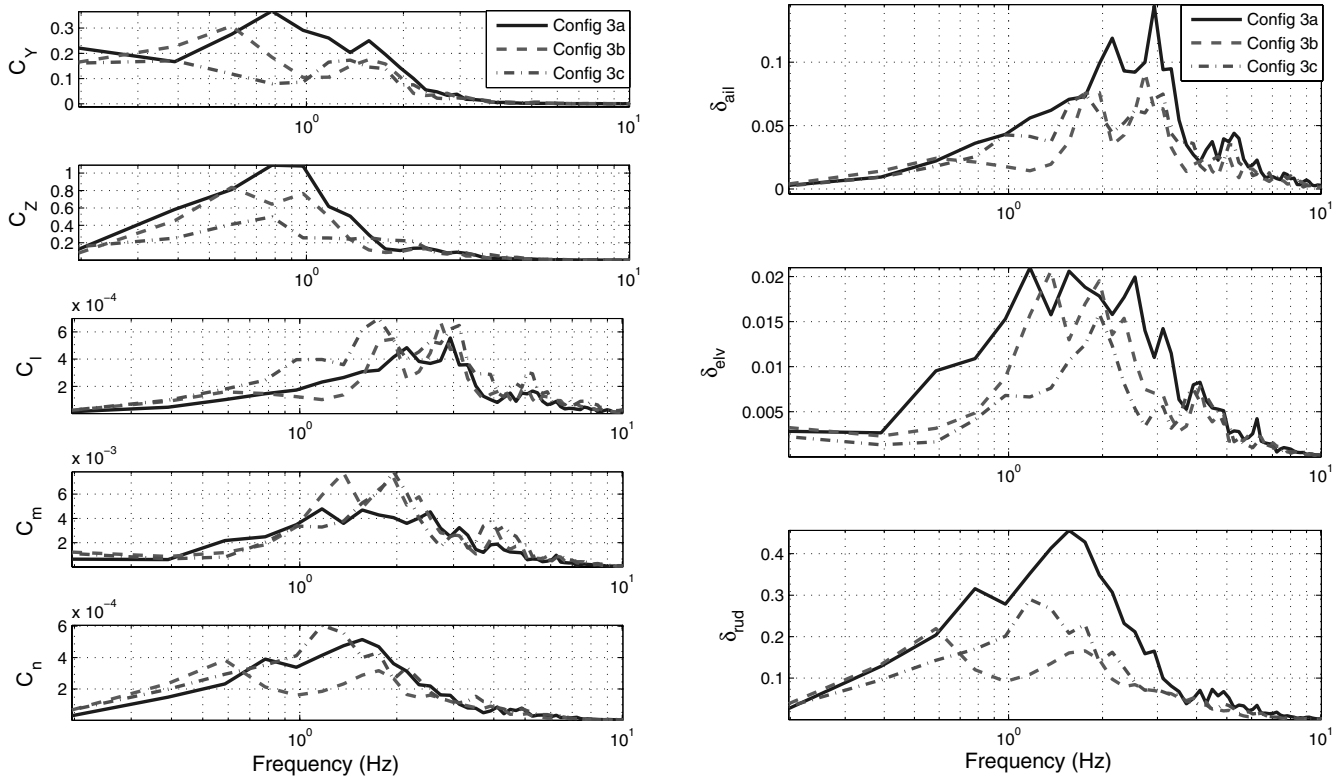 C_Y
0.3
0.2
0.1
0
10^0
10^1
Config 3a
Config 3b
Config 3c
C_Z
1
0.8
0.6
0.4
0.2
10^0
10^1
x 10^-4
C_l
6
4
2
10^0
10^1
x 10^-3
C_m
6
4
2
10^0
10^1
x 10^-4
C_n
6
4
2
10^0
10^1
Frequency (Hz)
δ_ail
0.1
0.05
0
10^0
10^1
Config 3a
Config 3b
Config 3c
δ_elv
0.02
0.015
0.01
0.005
10^0
10^1
δ_rud
0.4
0.3
0.2
0.1
10^0
10^1
Frequency (Hz)